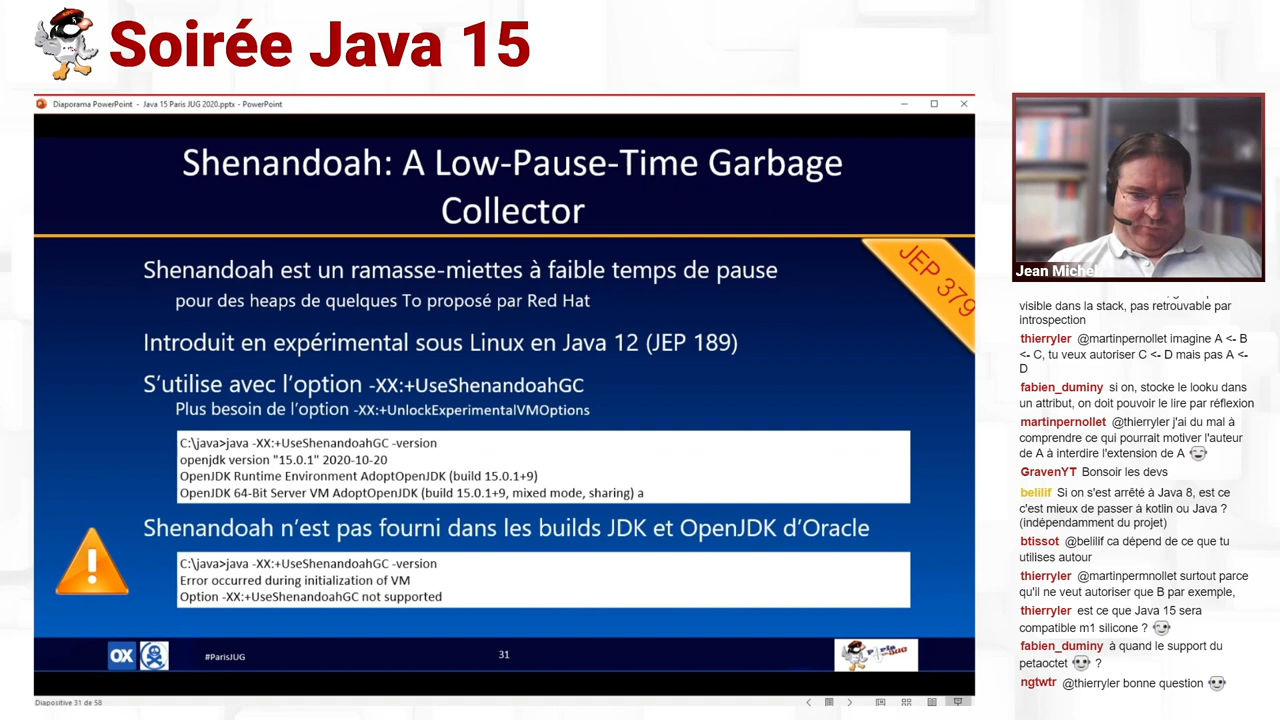 Soirée Java 15
Diaporama PowerPoint - Java 15 Paris JUG 2020.pptx - PowerPoint
Shenandoah: A Low-Pause-Time Garbage
Collector
JEP 379
Shenandoah est un ramasse-miettes à faible temps de pause
pour des heaps de quelques To proposé par Red Hat
Introduit en expérimental sous Linux en Java 12 (JEP 189)
S'utilise avec l'option -XX:+UseShenandoahGC
Plus besoin de l'option -XX:+UnlockExperimentalVMOptions
C:\java>java -XX:+UseShenandoahGC -version
openjdk version "15.0.1" 2020-10-20
OpenJDK Runtime Environment AdoptOpenJDK (build 15.0.1+9)
OpenJDK 64-Bit Server VM AdoptOpenJDK (build 15.0.1+9, mixed mode, sharing) a
Shenandoah n'est pas fourni dans les builds JDK et OpenJDK d'Oracle
C:\java>java -XX:+UseShenandoahGC -version
Error occurred during initialization of VM
Option -XX:+UseShenandoahGC not supported
OX
#ParisJUG
31
Paris JUG
Diapositive 31 de 58
Jean Michel
visible dans la stack, pas retrouvable par
introspection
thierryler @martinpernollet imagine A <- B
<- C, tu veux autoriser C <- D mais pas A <-
D
fabien_duminy si on, stocke le looku dans
un attribut, on doit pouvoir le lire par réflexion
martinpernollet @thierryler j'ai du mal à
comprendre ce qui pourrait motiver l'auteur
de A à interdire l'extension de A
GravenYT Bonsoir les devs
belilif Si on s'est arrêté à Java 8, est ce
c'est mieux de passer à kotlin ou Java ?
(indépendamment du projet)
btissot @belilif ca dépend de ce que tu
utilises autour
thierryler @martinpermnollet surtout parce
qu'il ne veut autoriser que B par exemple,
thierryler est ce que Java 15 sera
compatible m1 silicone ?
fabien_duminy à quand le support du
petaoctet ?
ngtwtr @thierryler bonne question